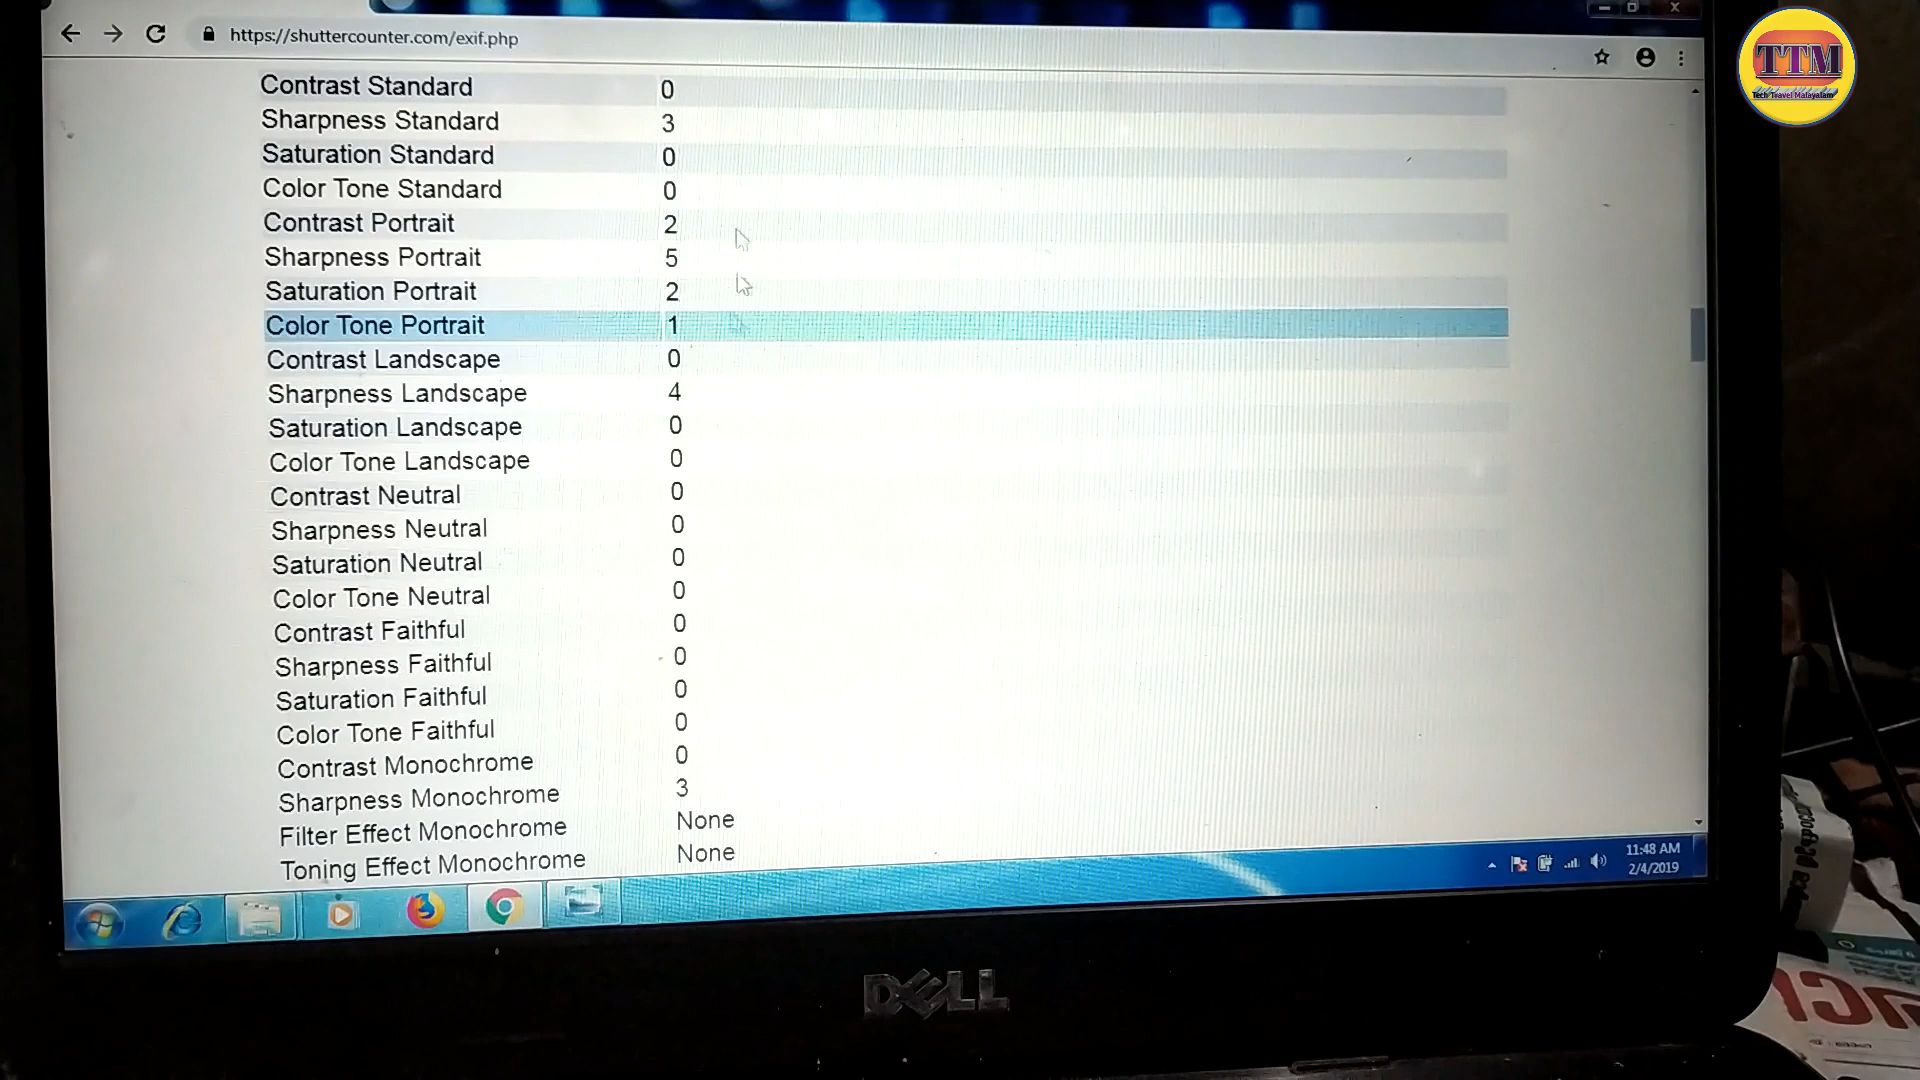 https://shuttercounter.com/exif.php
TTM
Tech Travel Malayalam
Contrast Standard 0
Sharpness Standard 3
Saturation Standard 0
Color Tone Standard 0
Contrast Portrait 2
Sharpness Portrait 5
Saturation Portrait 2
Color Tone Portrait 1
Contrast Landscape 0
Sharpness Landscape 4
Saturation Landscape 0
Color Tone Landscape 0
Contrast Neutral 0
Sharpness Neutral 0
Saturation Neutral 0
Color Tone Neutral 0
Contrast Faithful 0
Sharpness Faithful 0
Saturation Faithful 0
Color Tone Faithful 0
Contrast Monochrome 0
Sharpness Monochrome 3
Filter Effect Monochrome None
Toning Effect Monochrome None
11:48 AM
2/4/2019
DELL